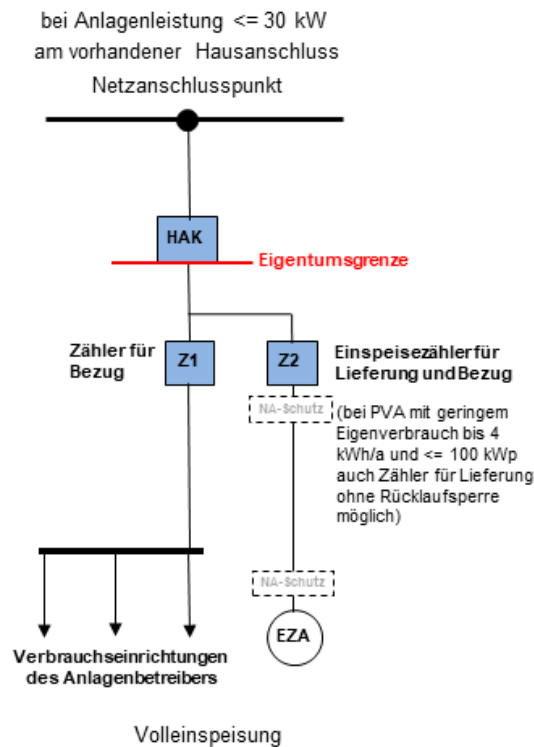 bei Anlagenleistung <= 30 kW
am vorhandener Hausanschluss
Netzanschlusspunkt
HAK
Eigentumsgrenze
Zähler für
Bezug
Z1
Z2
Einspeisezähler für
Lieferung und Bezug
NA-Schutz
(bei PVA mit geringem
Eigenverbrauch bis 4
kWh/a und <= 100 kWp
auch Zähler für Lieferung
ohne Rücklaufsperre
möglich)
NA-Schutz
EZA
Verbrauchseinrichtungen
des Anlagenbetreibers
Volleinspeisung